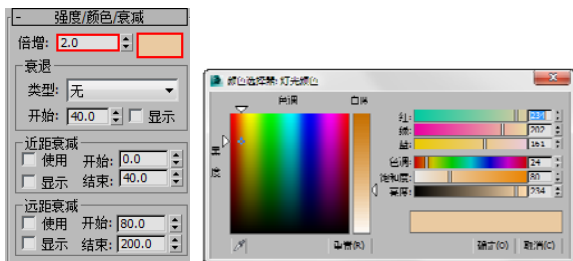 - 强度/颜色/衰减
倍增: 2.0
衰退
类型: 无
开始: 40.0 显示
近距衰减
使用 开始: 0.0
显示 结束: 40.0
远距衰减
使用 开始: 80.0
显示 结束: 200.0
颜色选择器: 灯光颜色
色调 白度
黑
度
红: 234
绿: 202
蓝: 161
色调: 24
饱和度: 80
亮度: 234
重置(R)
确定(O) 取消(C)